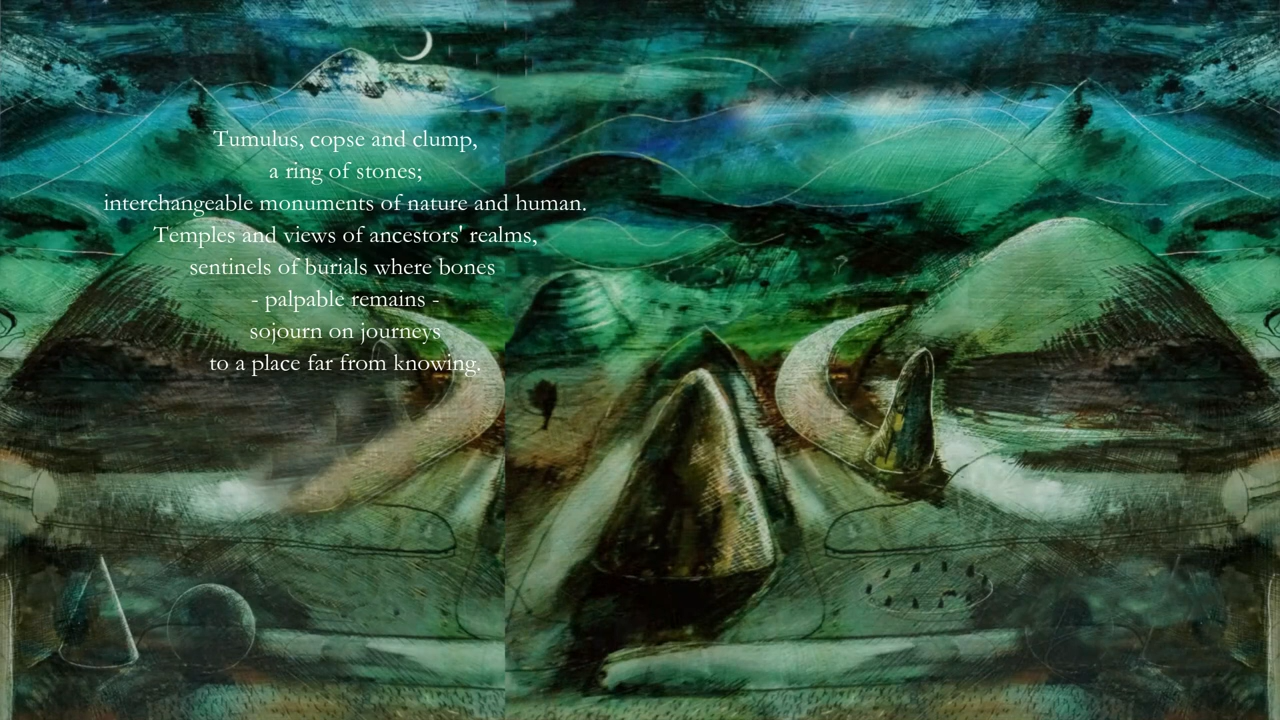 Tumulus, copse and clump,
a ring of stones;
interchangeable monuments of nature and human.
Temples and views of ancestors' realms,
sentinels of burials where bones
- palpable remains -
sojourn on journeys
to a place far from knowing.